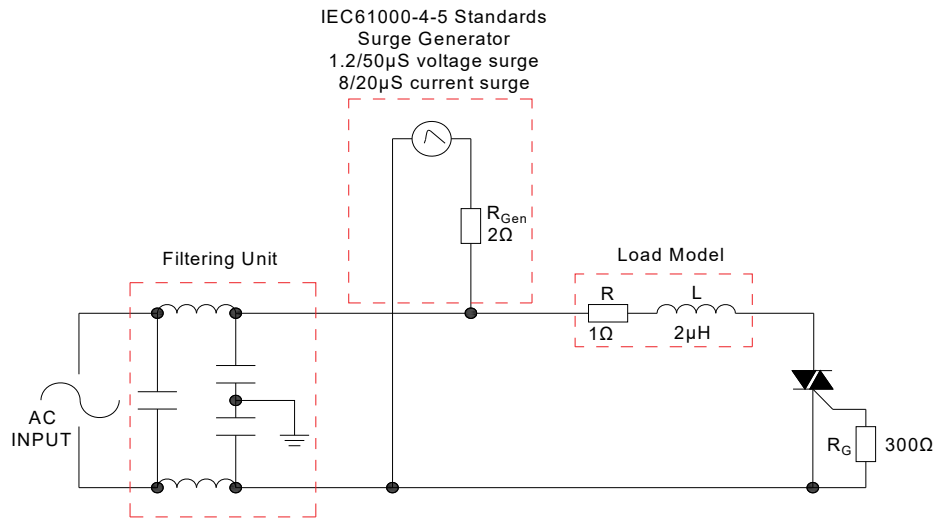 IEC61000-4-5 Standards
Surge Generator
1.2/50µS voltage surge
8/20µS current surge
RGen
2Ω
Filtering Unit
Load Model
R
L
1Ω
2µH
AC
INPUT
RG
300Ω